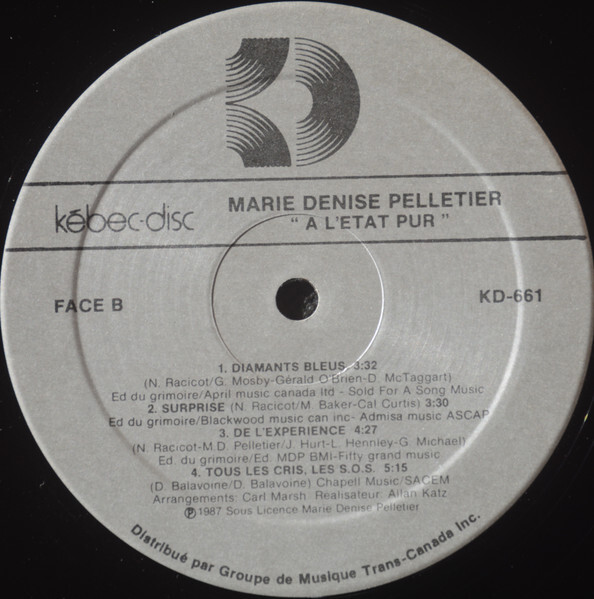 kébec-disc
MARIE DENISE PELLETIER
" A L'ETAT PUR "
FACE B
KD-661
1. DIAMANTS BLEUS 3:32
(N. Racicot/G. Mosby-Gérald O'Brien-D. McTaggart)
Ed du grimoire/April music canada ltd - Sold For A Song Music
2. SURPRISE (N. Racicot/M. Baker-Cal Curtis) 3:30
Ed du grimoire/Blackwood music can inc- Admisa music ASCAP
3. DE L'EXPERIENCE 4:27
(N. Racicot-M.D. Pelletier/J. Hurt-L. Hennley-G. Michael)
Ed. du grimoire/Ed. MDP BMI-Fifty grand music
4. TOUS LES CRIS, LES S.O.S. 5:15
(D. Balavoine/D. Balavoine) Chapell Music/SACEM
Arrangements: Carl Marsh. Réalisateur: Allan Katz
℗1987 Sous Licence Marie Denise Pelletier
Distribué par Groupe de Musique Trans-Canada Inc.